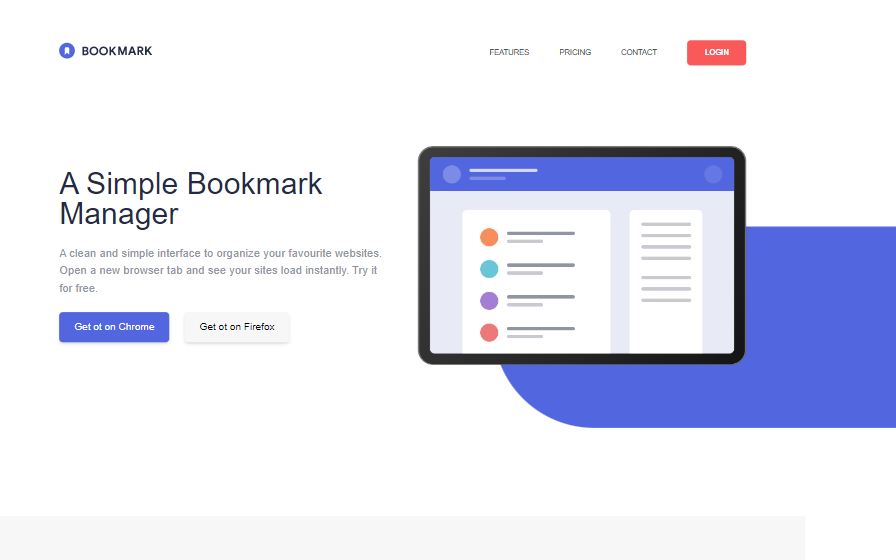 BOOKMARK
FEATURES
PRICING
CONTACT
LOGIN
A Simple Bookmark
Manager
A clean and simple interface to organize your favourite websites.
Open a new browser tab and see your sites load instantly. Try it
for free.
Get ot on Chrome
Get ot on Firefox